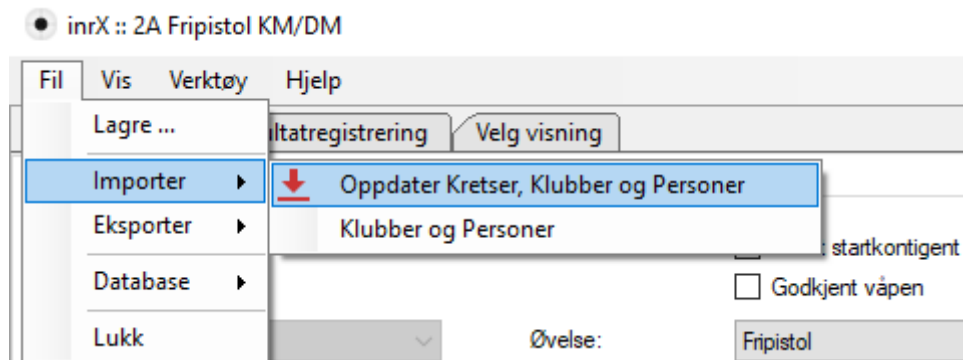 inrX :: 2A Fripistol KM/DM
Fil Vis Verktøy Hjelp
Lagre ... Velg visning
Importer Oppdater Kretser, Klubber og Personer
Eksporter Klubber og Personer
startkontigent
Database Godkjent våpen
Lukk Øvelse: Fripistol